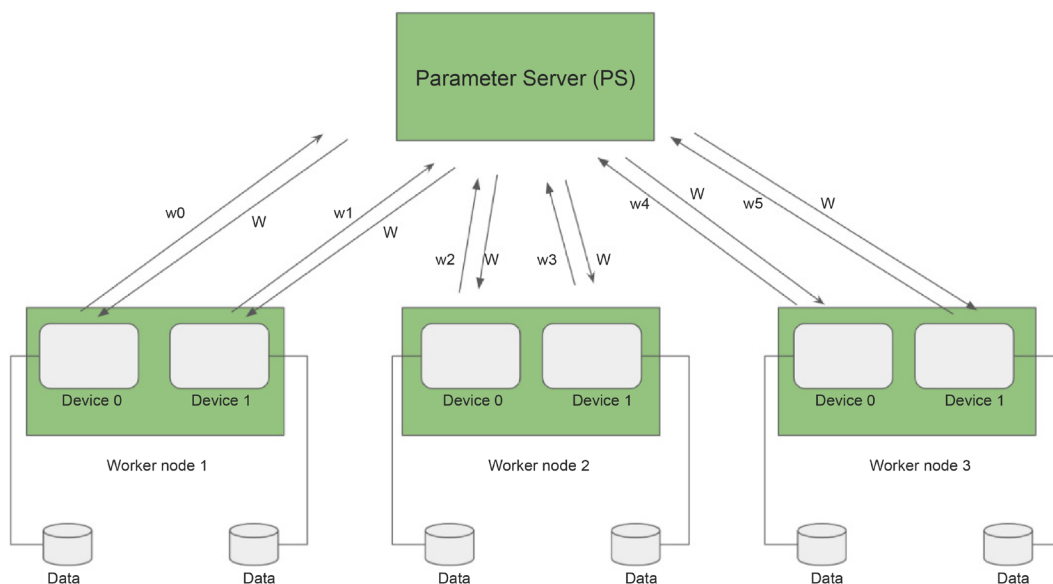 Parameter Server (PS)
w0
W
w1
W
w2
W
w3
W
w4
W
w5
W
Device 0
Device 1
Device 0
Device 1
Device 0
Device 1
Worker node 1
Worker node 2
Worker node 3
Data
Data
Data
Data
Data
Data